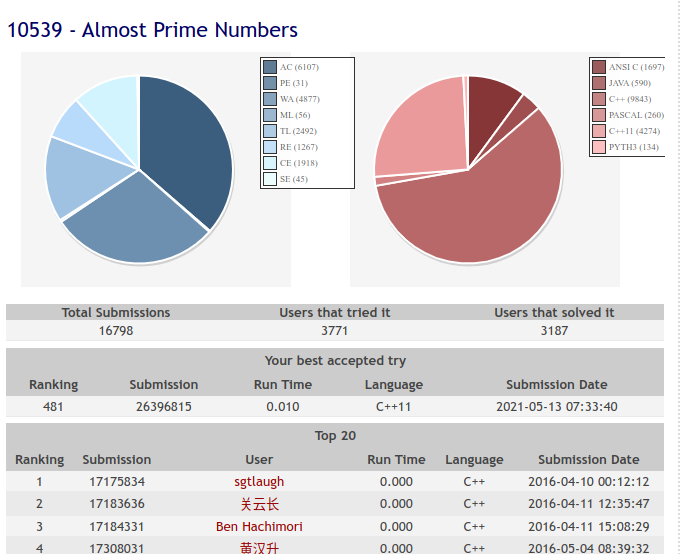 10539 - Almost Prime Numbers
AC (6107)
PE (31)
WA (4877)
ML (56)
TL (2492)
RE (1267)
CE (1918)
SE (45)
ANSI C (1697)
JAVA (590)
C++ (9843)
PASCAL (260)
C++11 (4274)
PYTH3 (134)
Total Submissions Users that tried it Users that solved it
16798 3771 3187
Your best accepted try
Ranking Submission Run Time Language Submission Date
481 26396815 0.010 C++11 2021-05-13 07:33:40
Top 20
Ranking Submission User Run Time Language Submission Date
1 17175834 sgtlaugh 0.000 C++ 2016-04-10 00:12:12
2 17183636 关云长 0.000 C++ 2016-04-11 12:35:47
3 17184331 Ben Hachimori 0.000 C++ 2016-04-11 15:08:29
4 17308031 黄汉升 0.000 C++ 2016-05-04 08:39:32